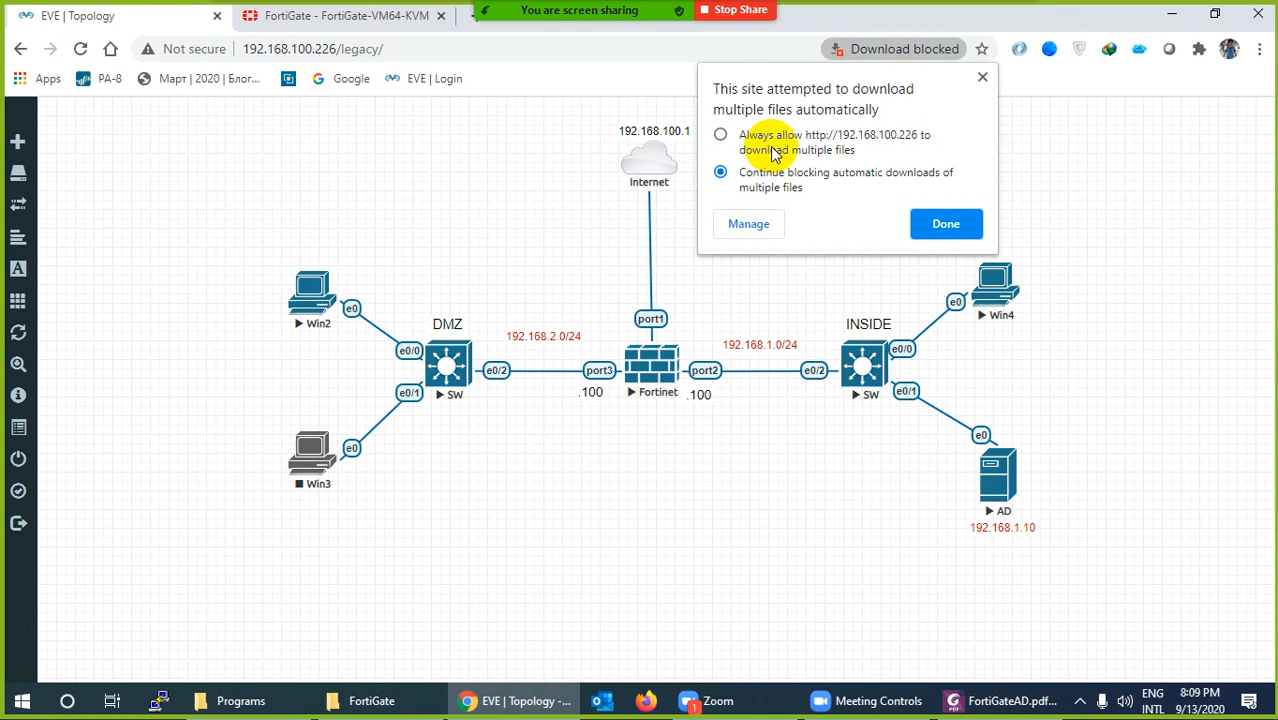 You are screen sharing
Stop Share
EVE | Topology
FortiGate - FortiGate-VM64-KVM
Not secure
192.168.100.226/legacy/
Download blocked
Apps
PA-8
Март | 2020 | Блог...
Google
EVE | Login
This site attempted to download
multiple files automatically
Always allow http://192.168.100.226 to
download multiple files
Continue blocking automatic downloads of
multiple files
Manage
Done
192.168.100.1
Internet
port1
Win2
e0
DMZ
e0/0
192.168.2.0/24
SW
e0/2
port3
.100
Fortinet
port2
.100
192.168.1.0/24
INSIDE
e0/2
SW
e0/0
e0
Win4
e0/1
e0
Win3
e0/1
e0
AD
192.168.1.10
Programs
FortiGate
EVE | Topology -...
1
Zoom
Meeting Controls
PDF
FortiGateAD.pdf...
ENG
INTL
8:09 PM
9/13/2020